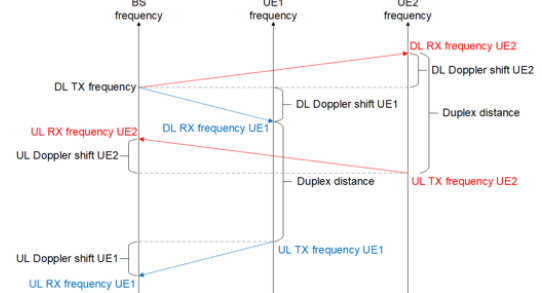 BS
frequency
UE1
frequency
UE2
frequency
DL RX frequency UE2
DL Doppler shift UE2
DL TX frequency
DL Doppler shift UE1
Duplex distance
DL RX frequency UE1
UL RX frequency UE2
UL Doppler shift UE2
Duplex distance
UL TX frequency UE2
UL TX frequency UE1
UL Doppler shift UE1
UL RX frequency UE1